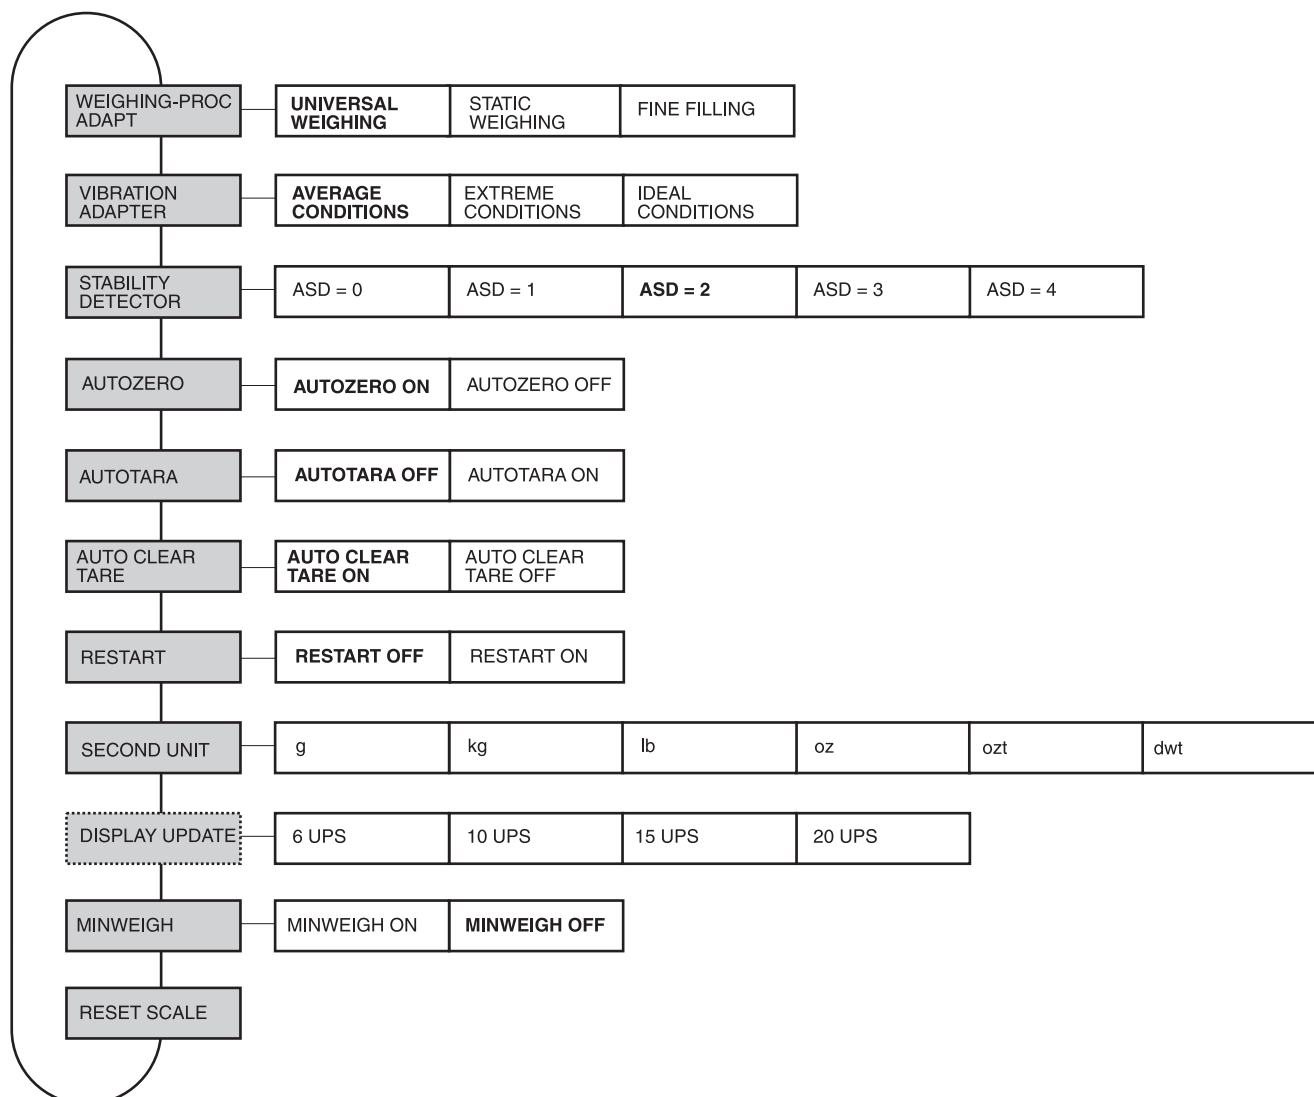 WEIGHING-PROC
ADAPT
UNIVERSAL
WEIGHING
STATIC
WEIGHING
FINE FILLING
VIBRATION
ADAPTER
AVERAGE
CONDITIONS
EXTREME
CONDITIONS
IDEAL
CONDITIONS
STABILITY
DETECTOR
ASD = 0
ASD = 1
ASD = 2
ASD = 3
ASD = 4
AUTOZERO
AUTOZERO ON
AUTOZERO OFF
AUTOTARA
AUTOTARA OFF
AUTOTARA ON
AUTO CLEAR
TARE
AUTO CLEAR
TARE ON
AUTO CLEAR
TARE OFF
RESTART
RESTART OFF
RESTART ON
SECOND UNIT
g
kg
lb
oz
ozt
dwt
DISPLAY UPDATE
6 UPS
10 UPS
15 UPS
20 UPS
MINWEIGH
MINWEIGH ON
MINWEIGH OFF
RESET SCALE